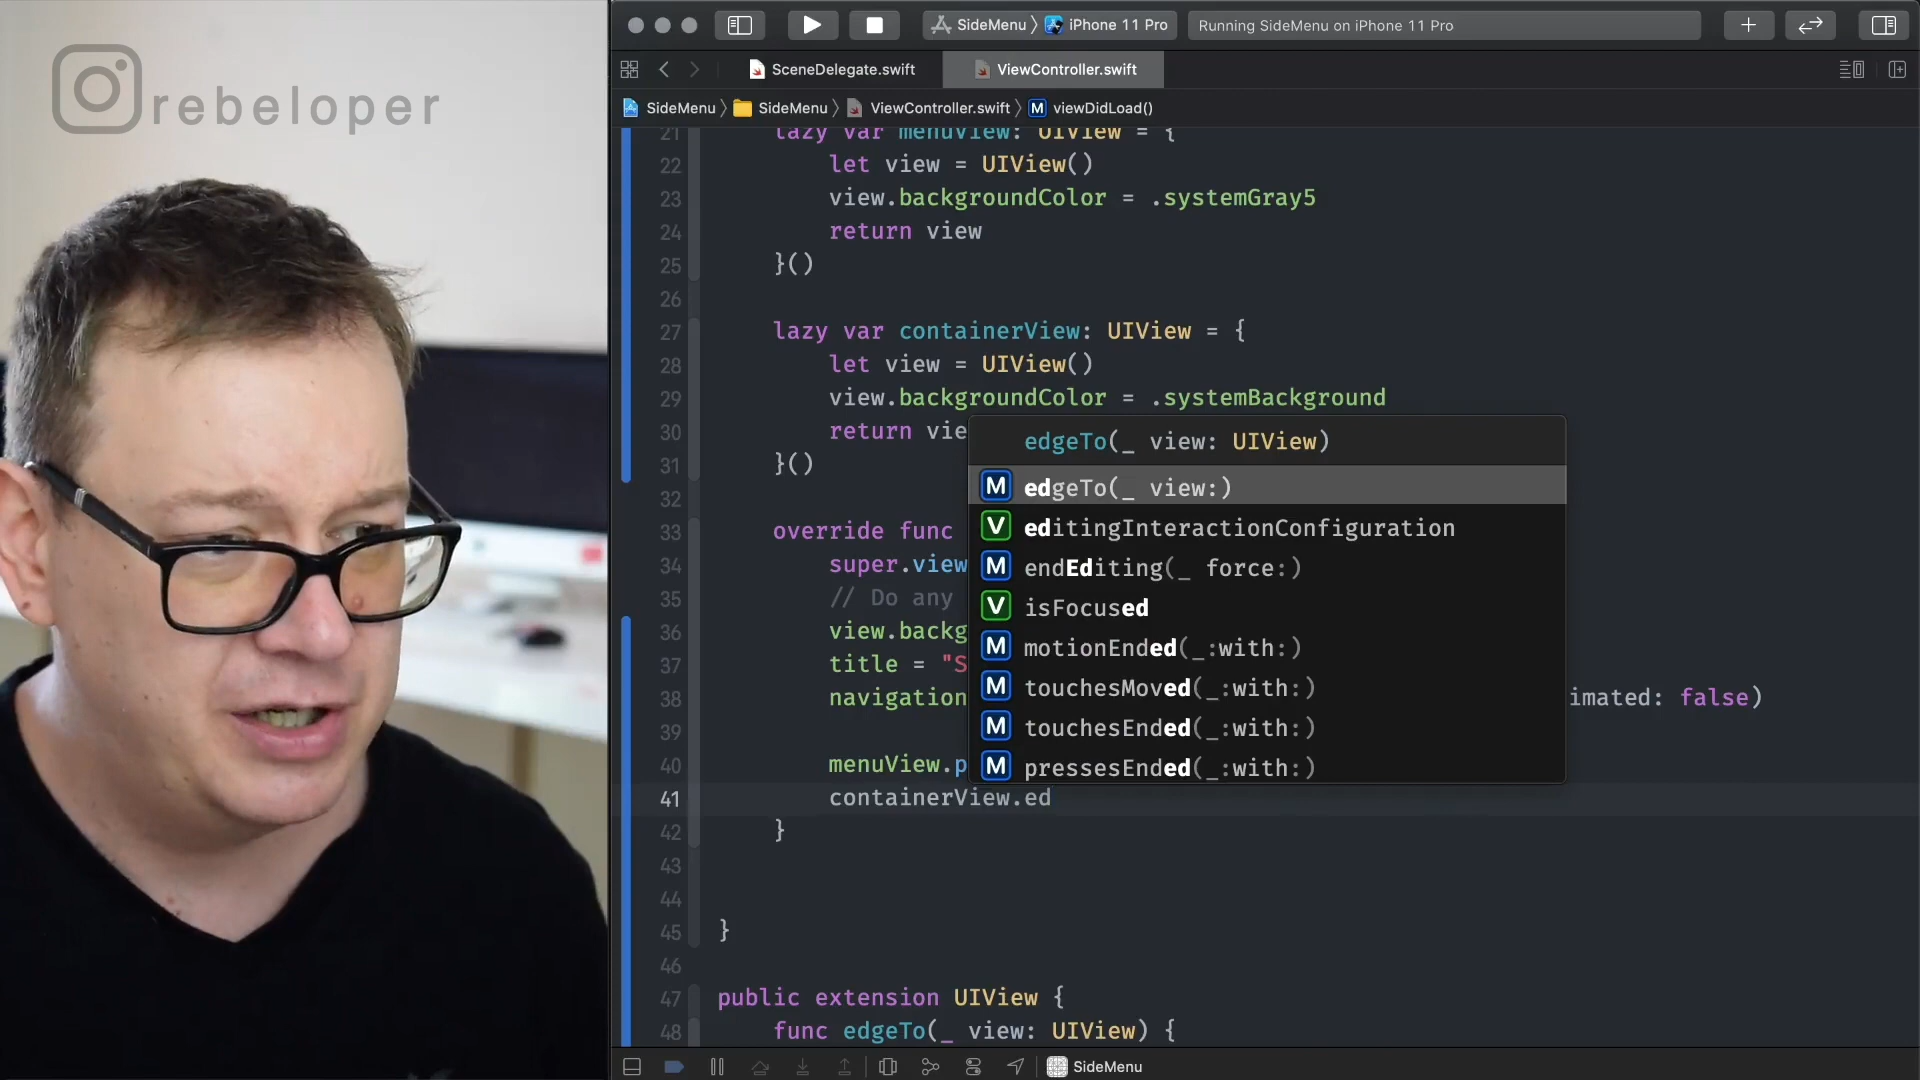 rebeloper
SideMenu 〉 iPhone 11 Pro
Running SideMenu on iPhone 11 Pro
SceneDelegate.swift
ViewController.swift
SideMenu 〉 SideMenu 〉 ViewController.swift 〉 M viewDidLoad()
21 lazy var menuView: UIView = {
22 let view = UIView()
23 view.backgroundColor = .systemGray5
24 return view
25 }()
26
27 lazy var containerView: UIView = {
28 let view = UIView()
29 view.backgroundColor = .systemBackground
30 return vie
31 }()
32
33 override func
34 super.view
35 // Do any
36 view.backg
37 title = "S
38 navigation imated: false)
39
40 menuView.p
41 containerView.ed
42 }
43
44
45 }
46
47 public extension UIView {
48 func edgeTo(_ view: UIView) {
edgeTo(_ view: UIView)
M edgeTo(_ view:)
V editingInteractionConfiguration
M endEditing(_ force:)
V isFocused
M motionEnded(_:with:)
M touchesMoved(_:with:)
M touchesEnded(_:with:)
M pressesEnded(_:with:)
SideMenu